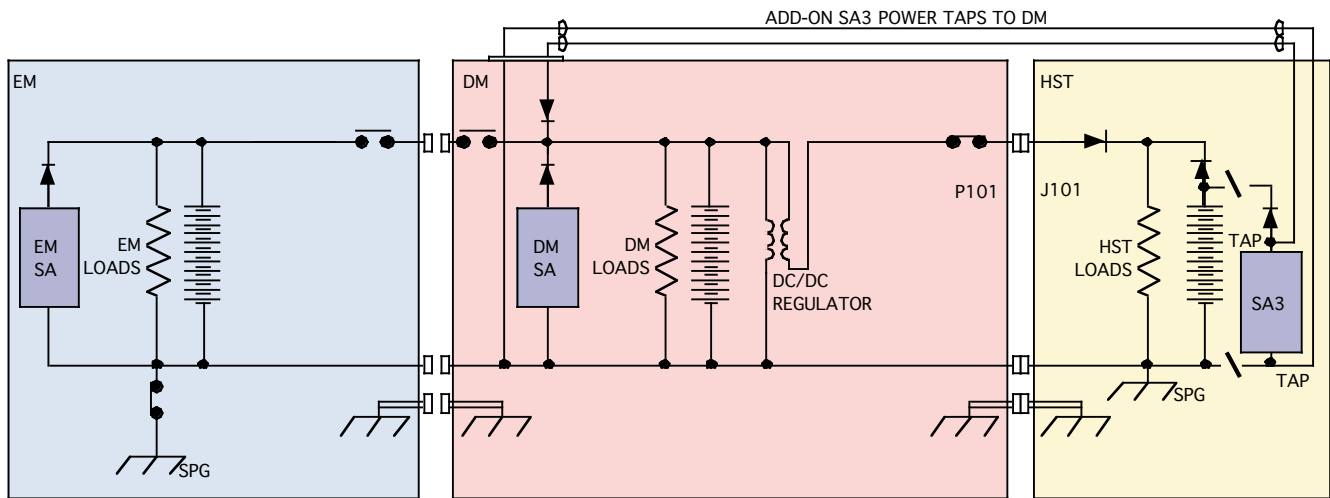 ADD-ON SA3 POWER TAPS TO DM
EM
DM
HST
P101
J101
EM
SA
EM
LOADS
DM
SA
DM
LOADS
DC/DC
REGULATOR
HST
LOADS
TAP
SA3
TAP
SPG
SPG